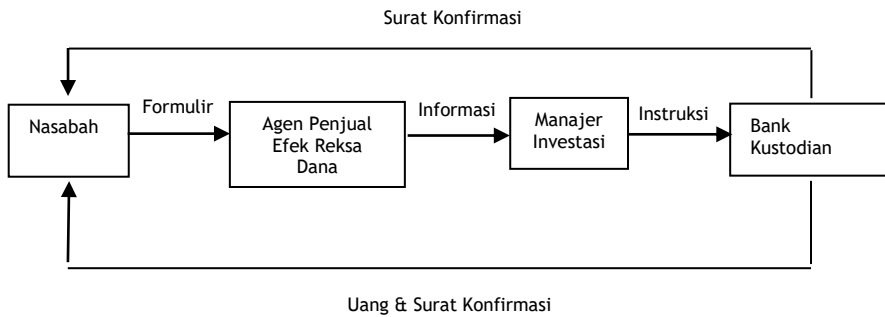 Surat Konfirmasi
Formulir
Informasi
Instruksi
Nasabah
Agen Penjual
Efek Reksa
Dana
Manajer
Investasi
Bank
Kustodian
Uang & Surat Konfirmasi